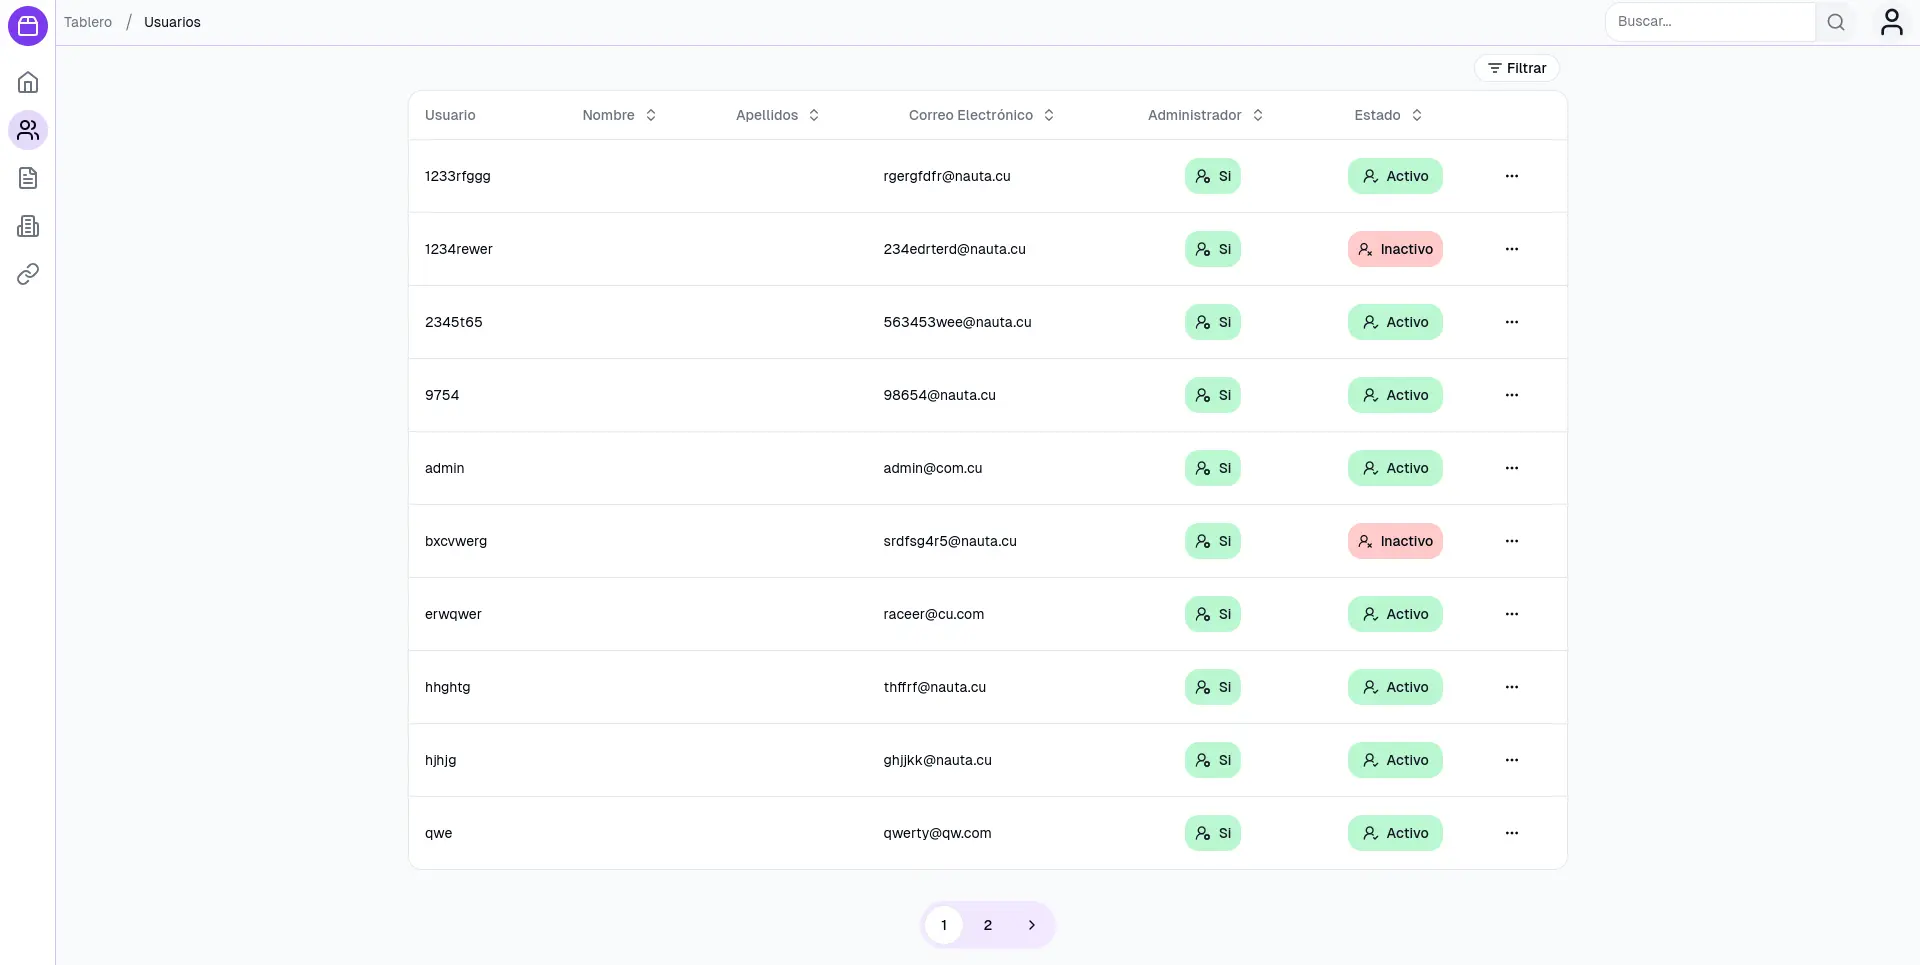 Tablero / Usuarios
Buscar...
Filtrar
Usuario Nombre Apellidos Correo Electrónico Administrador Estado
1233rfggg rgergfdfr@nauta.cu Si Activo
1234rewer 234edrterd@nauta.cu Si Inactivo
2345t65 563453wee@nauta.cu Si Activo
9754 98654@nauta.cu Si Activo
admin admin@com.cu Si Activo
bxcvwerg srdfsg4r5@nauta.cu Si Inactivo
erwqwer raceer@cu.com Si Activo
hhghtg thffrf@nauta.cu Si Activo
hjhjg ghjjkk@nauta.cu Si Activo
qwe qwerty@qw.com Si Activo
1 2